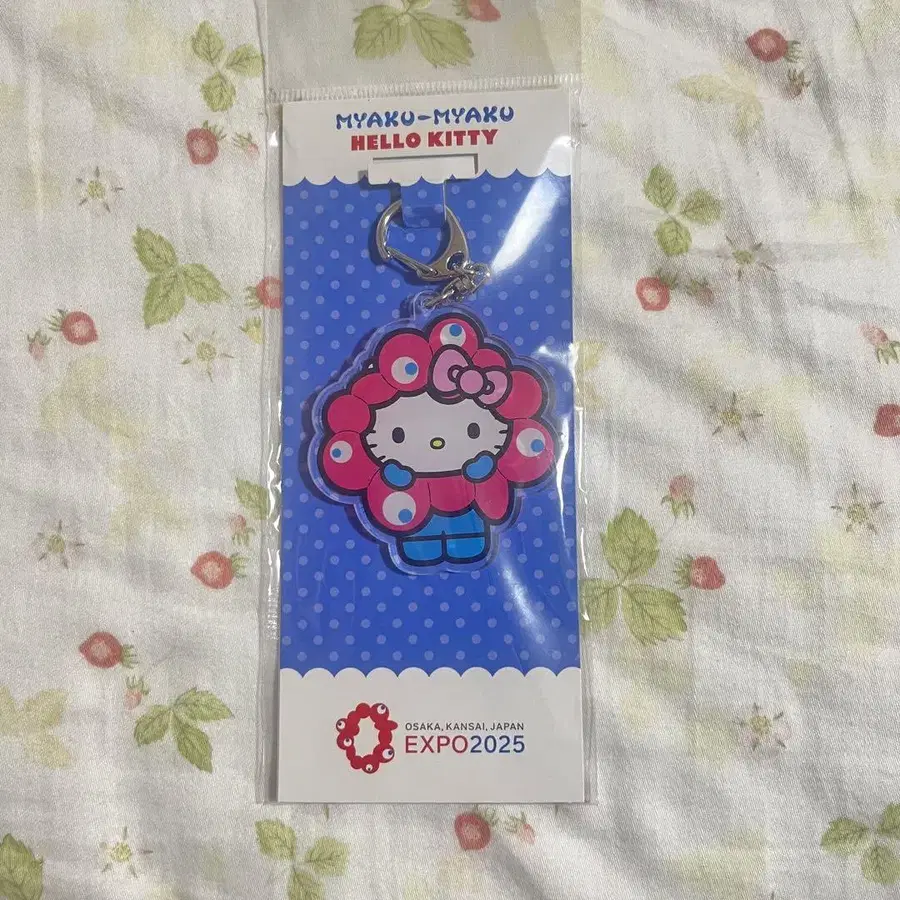 MYAKU-MYAKU
HELLO KITTY
OSAKA, KANSAI, JAPAN
EXPO2025